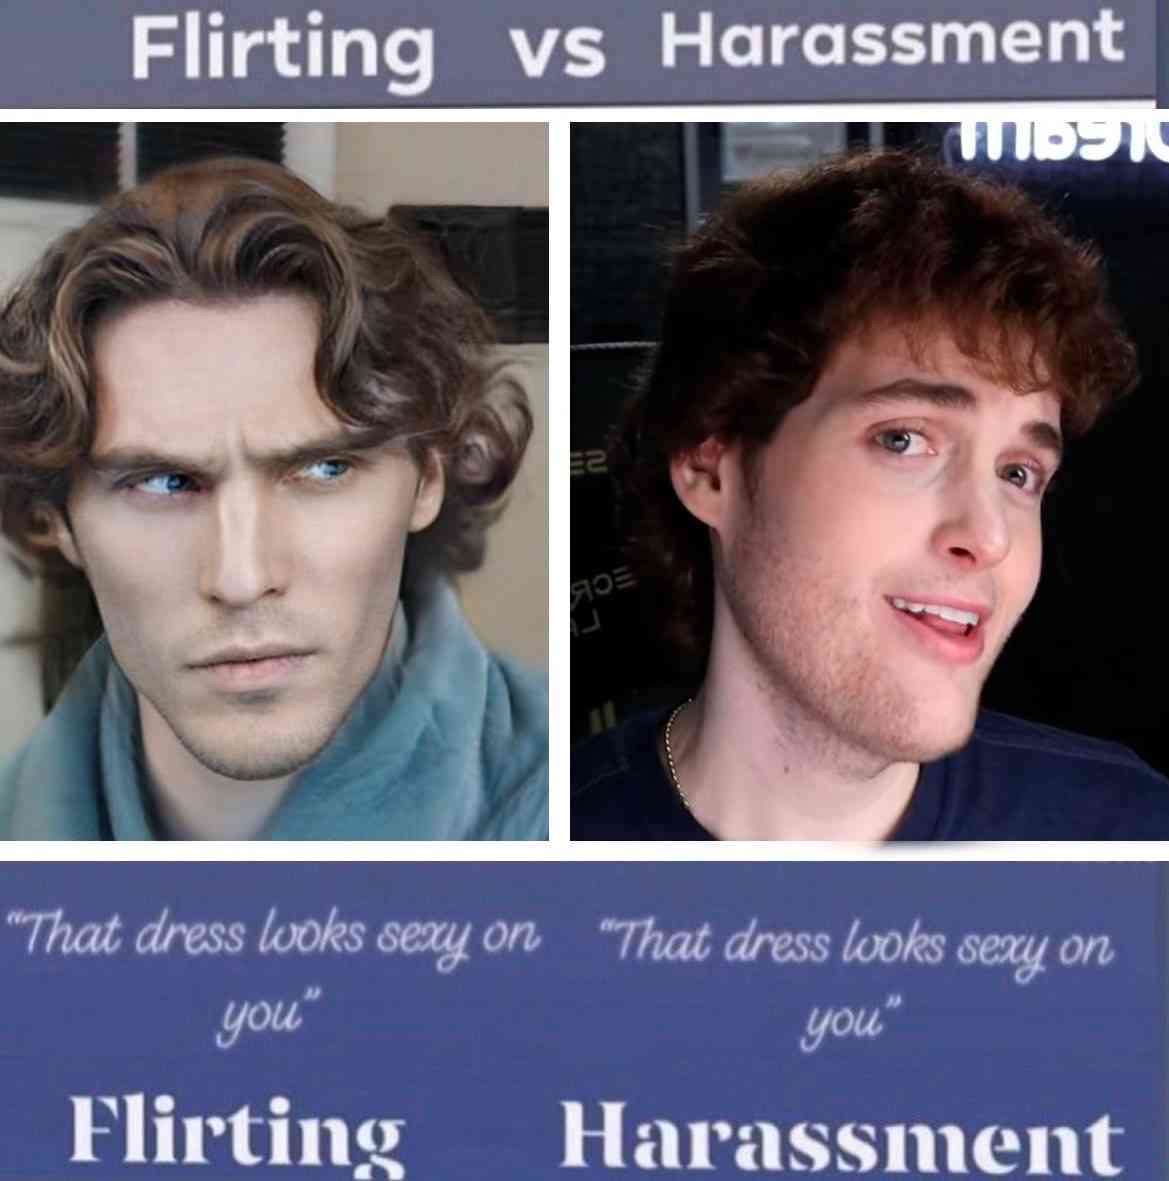 Flirting vs Harassment
“That dress looks sexy on
you”
Flirting
“That dress looks sexy on
you”
Harassment